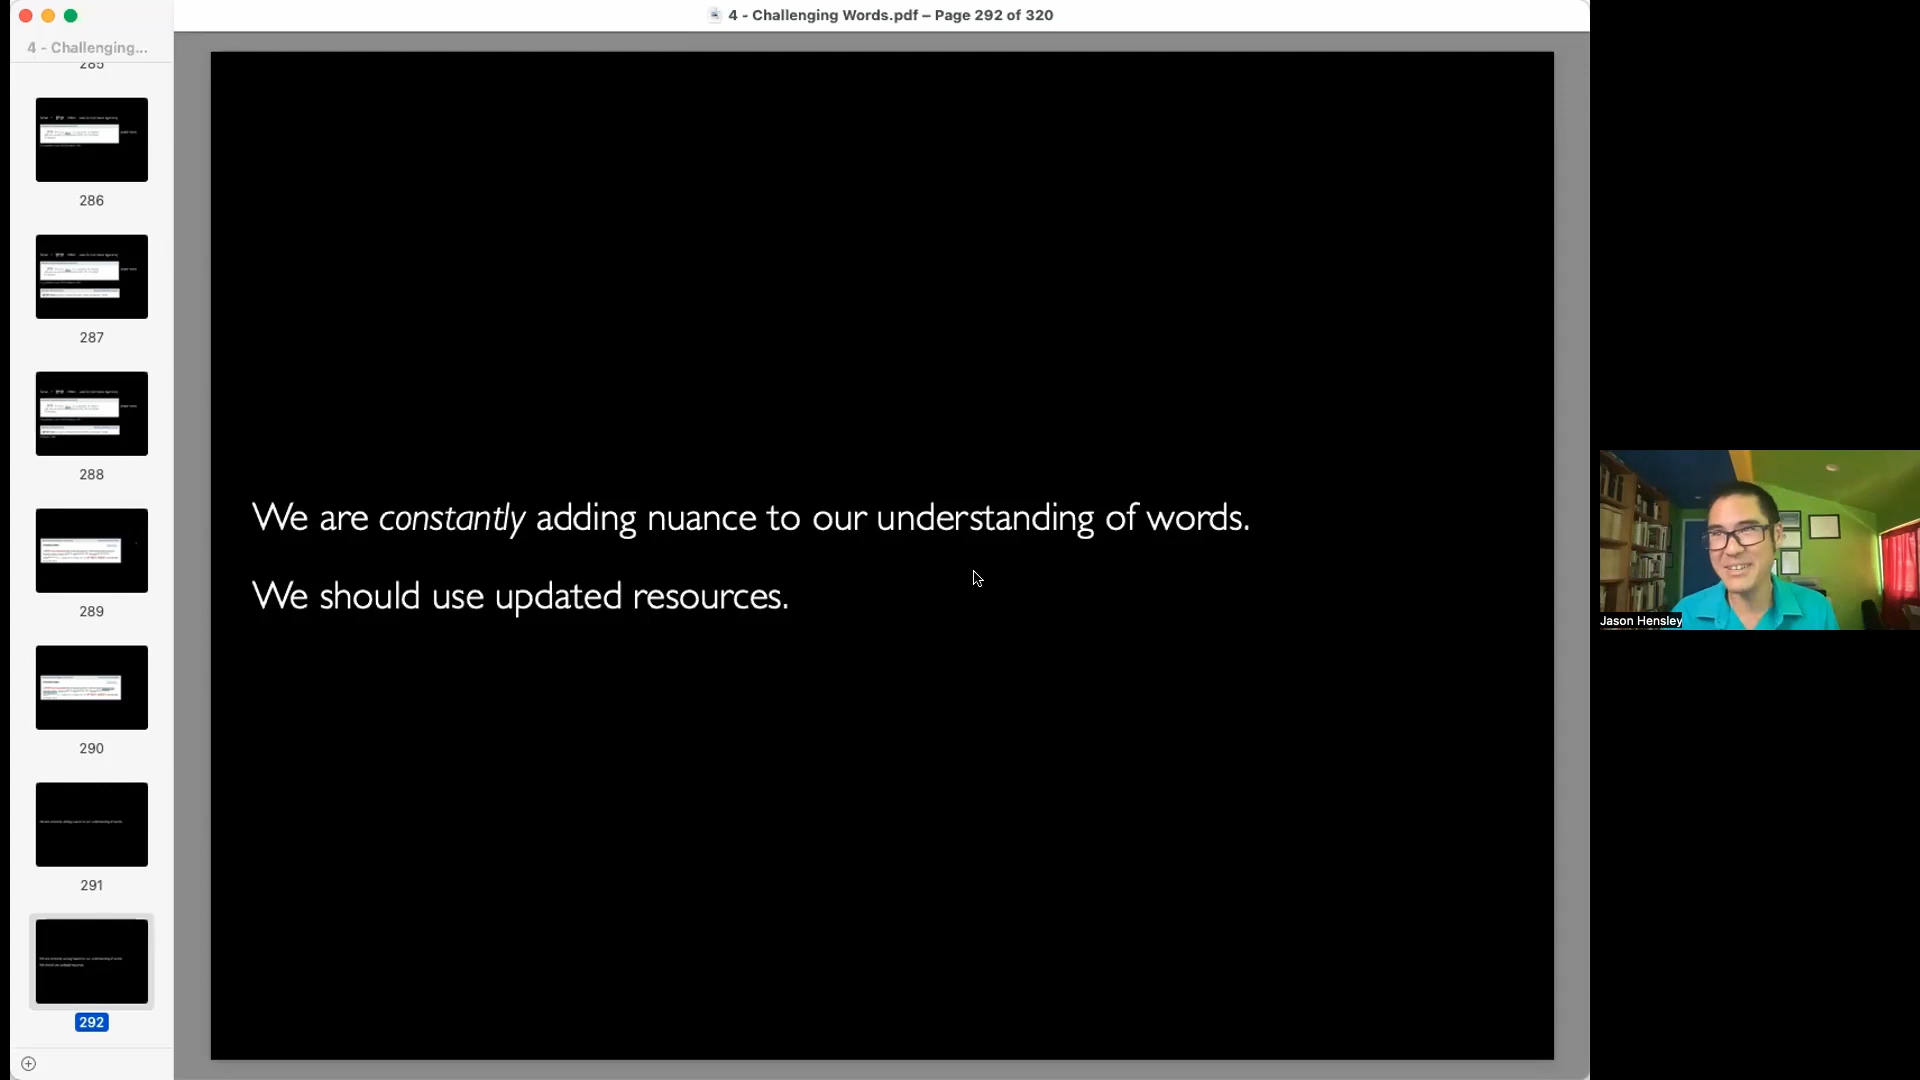 4 - Challenging Words.pdf – Page 292 of 320
4 - Challenging...
285
286
287
288
289
290
291
292
We are constantly adding nuance to our understanding of words.
We should use updated resources.
Jason Hensley